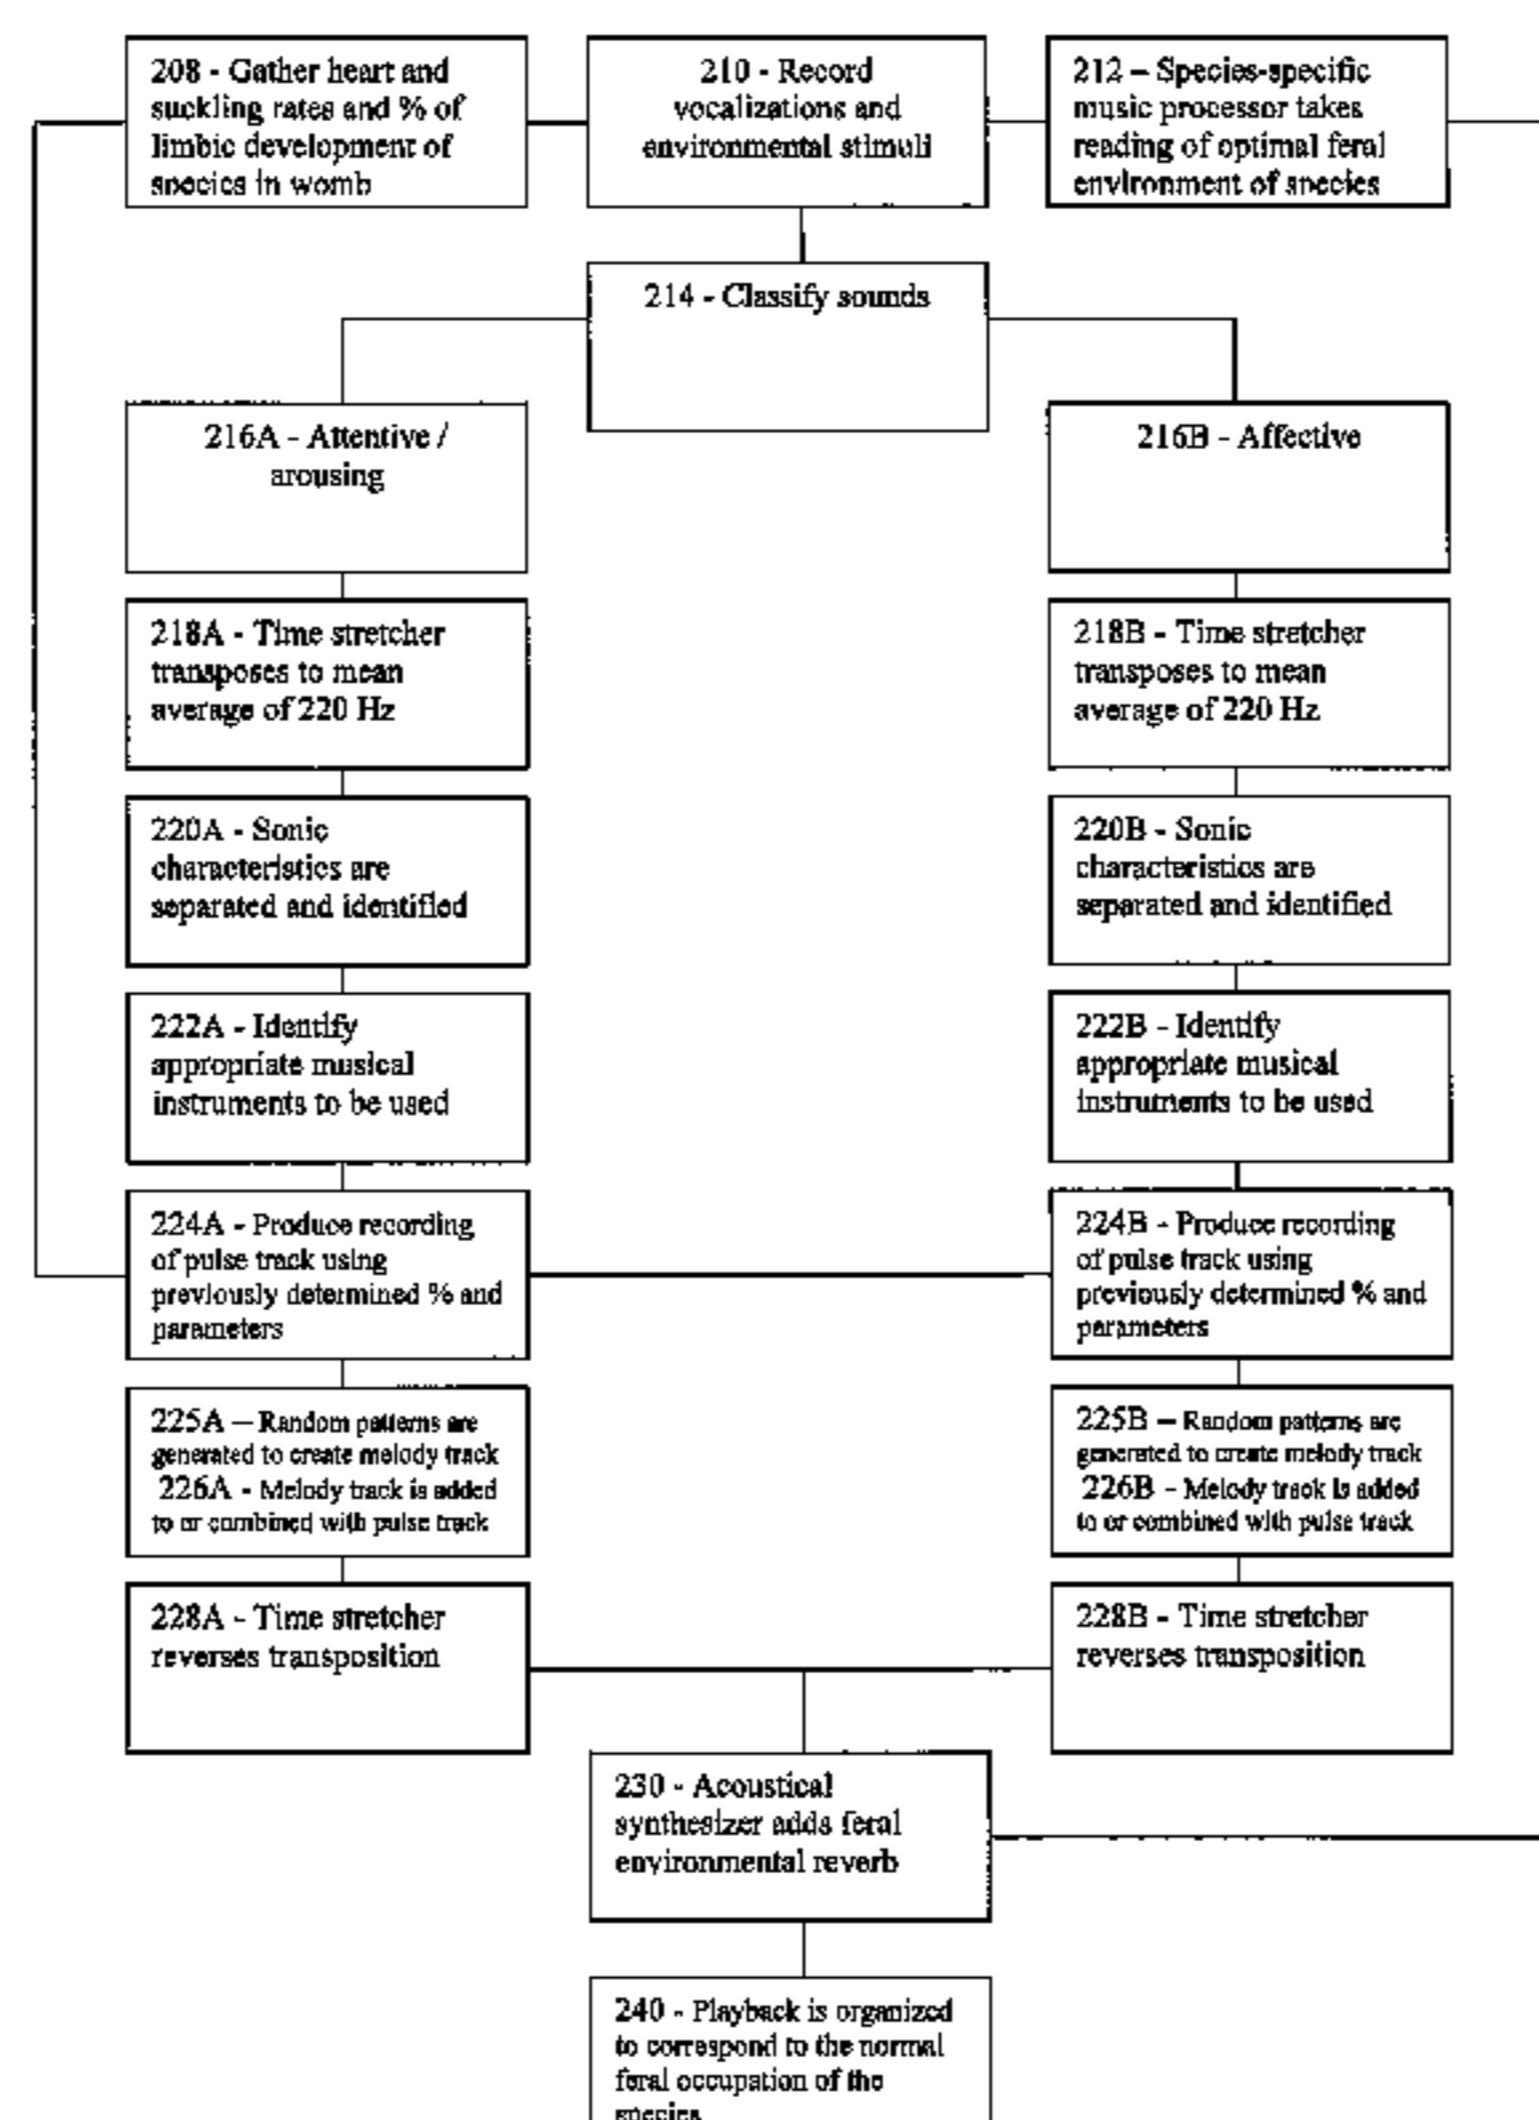 208 - Gather heart and
suckling rates and % of
limbic development of
species in womb
210 - Record
vocalizations and
environmental stimuli
212 – Species-specific
music processor takes
reading of optimal feral
environment of species
214 - Classify sounds
216A - Attentive /
arousing
216B - Affective
218A - Time stretcher
transposes to mean
average of 220 Hz
218B - Time stretcher
transposes to mean
average of 220 Hz
220A - Sonic
characteristics are
separated and identified
220B - Sonic
characteristics are
separated and identified
222A - Identify
appropriate musical
instruments to be used
222B - Identify
appropriate musical
instruments to be used
224A - Produce recording
of pulse track using
previously determined % and
parameters
224B - Produce recording
of pulse track using
previously determined % and
parameters
225A – Random patterns are
generated to create melody track
226A - Melody track is added
to or combined with pulse track
225B – Random patterns are
generated to create melody track
226B - Melody track is added
to or combined with pulse track
228A - Time stretcher
reverses transposition
228B - Time stretcher
reverses transposition
230 - Acoustical
synthesizer adds feral
environmental reverb
240 - Playback is organized
to correspond to the normal
feral occupation of the
species